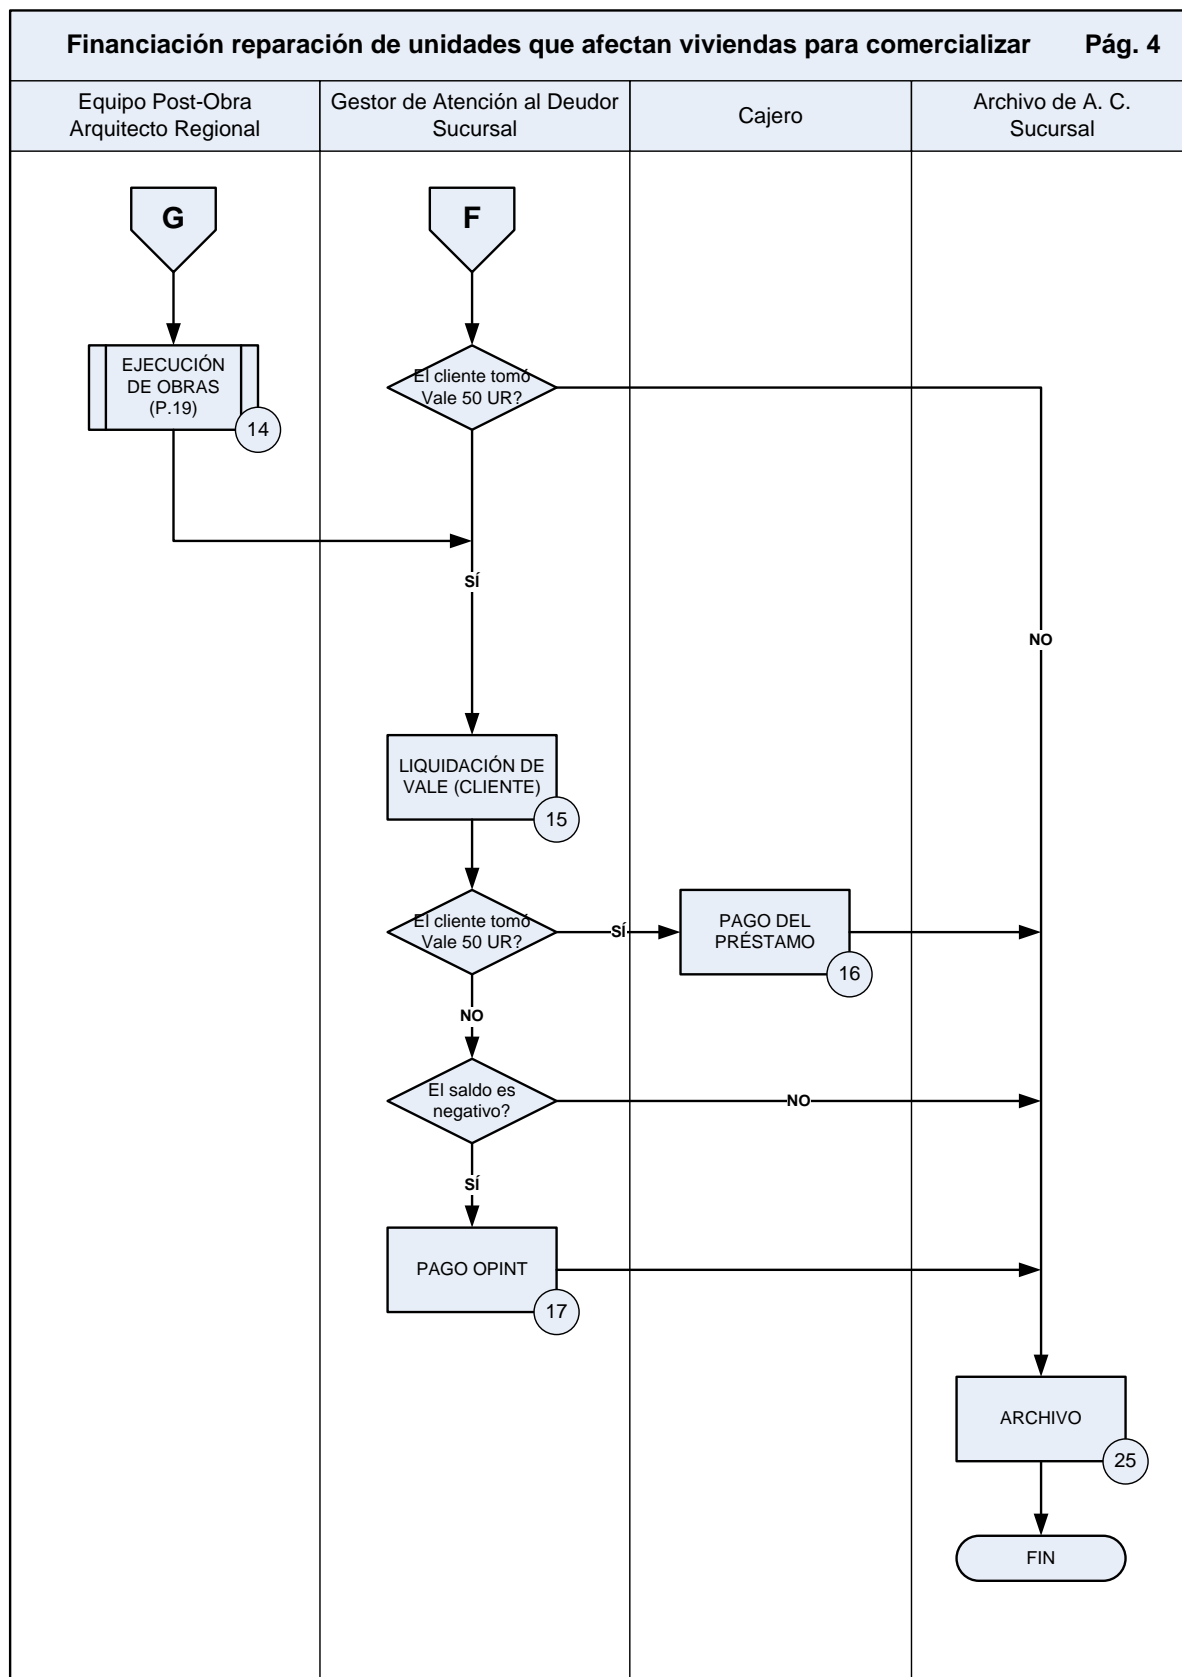 Financiación reparación de unidades que afectan viviendas para comercializar Pág. 4
Equipo Post-Obra
Arquitecto Regional
Gestor de Atención al Deudor
Sucursal
Cajero
Archivo de A. C.
Sucursal
G
F
EJECUCIÓN
DE OBRAS
(P.19)
14
El cliente tomó
Vale 50 UR?
SÍ
NO
LIQUIDACIÓN DE
VALE (CLIENTE)
15
El cliente tomó
Vale 50 UR?
SÍ
PAGO DEL
PRÉSTAMO
16
NO
El saldo es
negativo?
NO
SÍ
PAGO OPINT
17
ARCHIVO
25
FIN